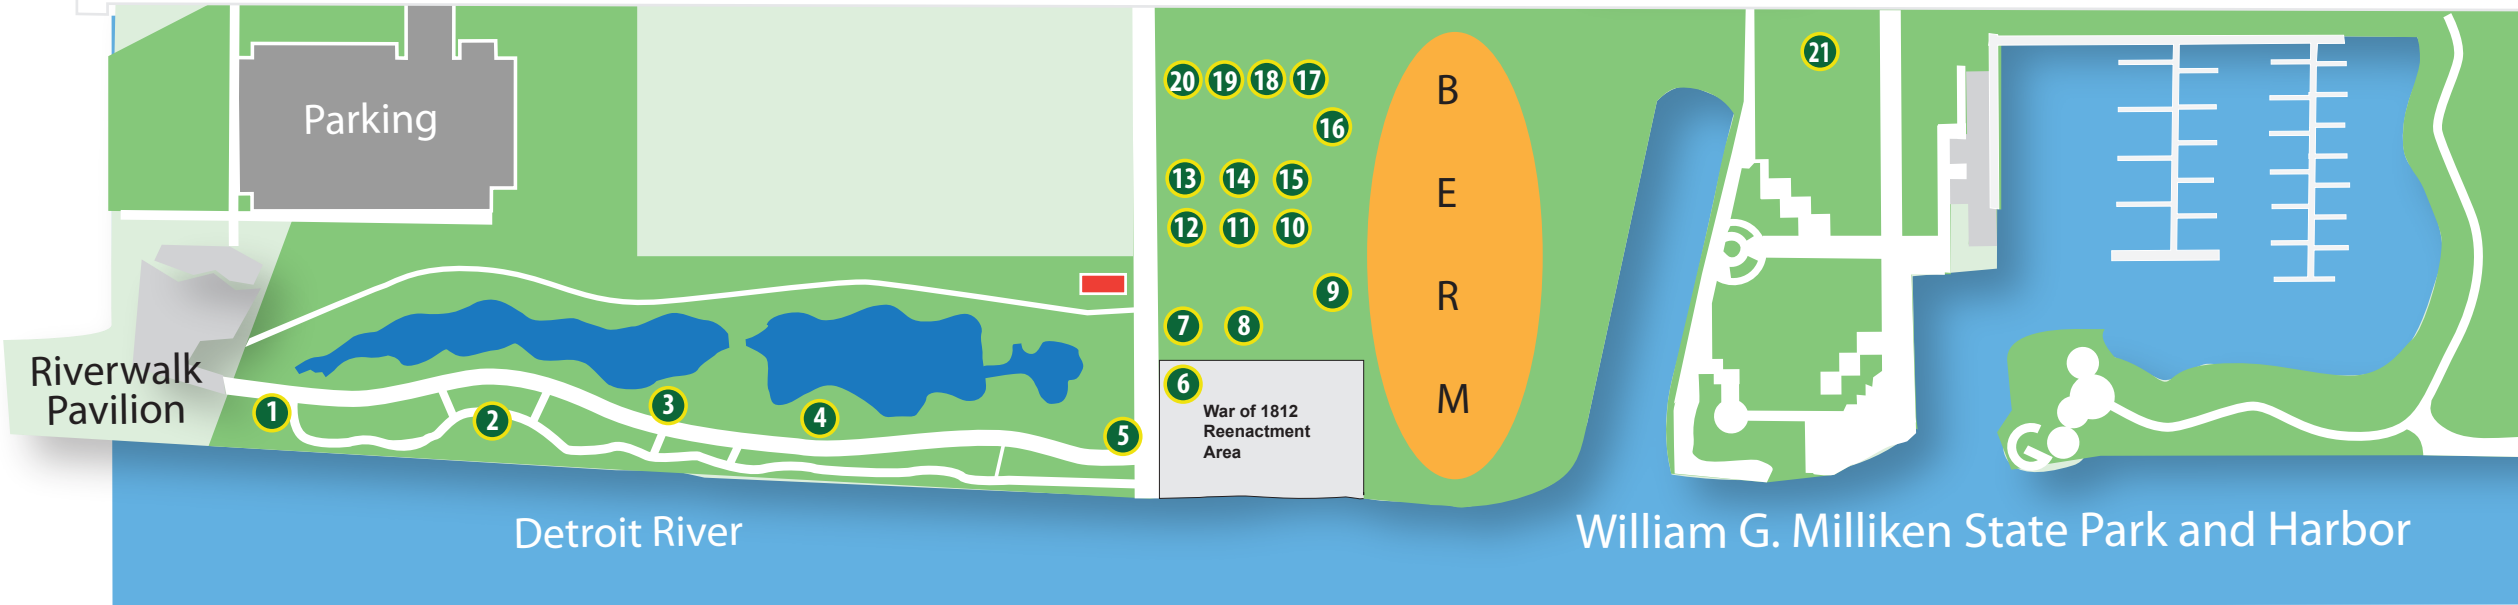 Parking
Riverwalk
Pavilion
1
2
3
4
5
20 19 18 17
16
13 14 15
12 11 10
9
7 8
6
War of 1812
Reenactment
Area
B
E
R
M
21
Detroit River
William G. Milliken State Park and Harbor